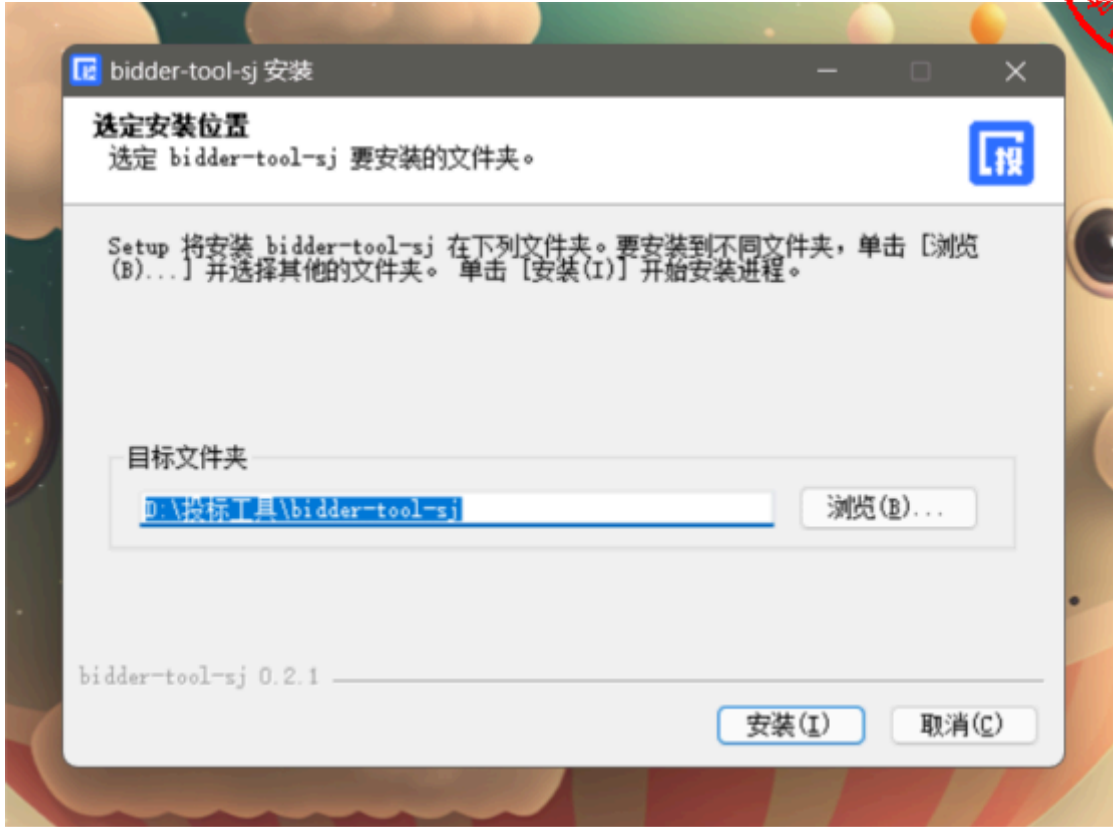 bidder-tool-sj 安装
选定安装位置
选定 bidder-tool-sj 要安装的文件夹。
投
Setup 将安装 bidder-tool-sj 在下列文件夹。要安装到不同文件夹，单击 [浏览
(B)...] 并选择其他的文件夹。 单击 [安装(I)] 开始安装进程。
目标文件夹
D:\投标工具\bidder-tool-sj
浏览(B)...
bidder-tool-sj 0.2.1
安装(I)
取消(C)